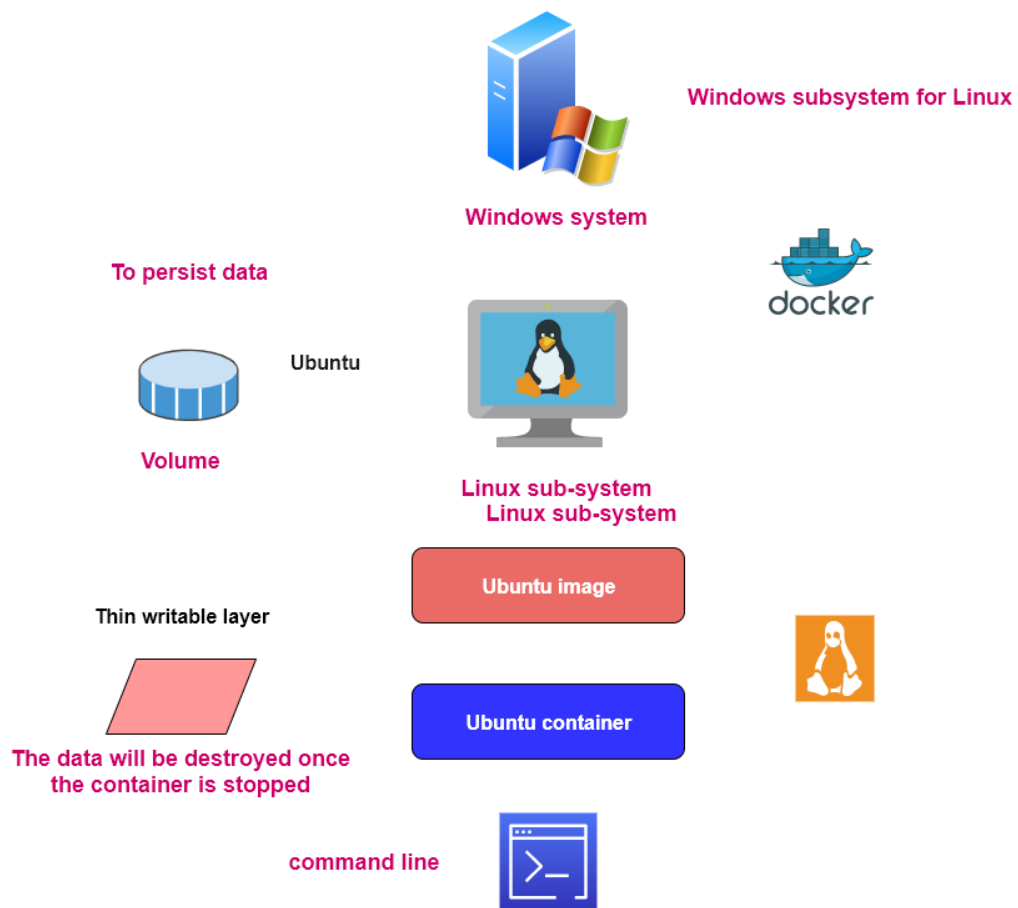 Windows subsystem for Linux
Windows system
To persist data
docker
Ubuntu
Volume
Linux sub-system
Linux sub-system
Ubuntu image
Thin writable layer
Ubuntu container
The data will be destroyed once
the container is stopped
command line